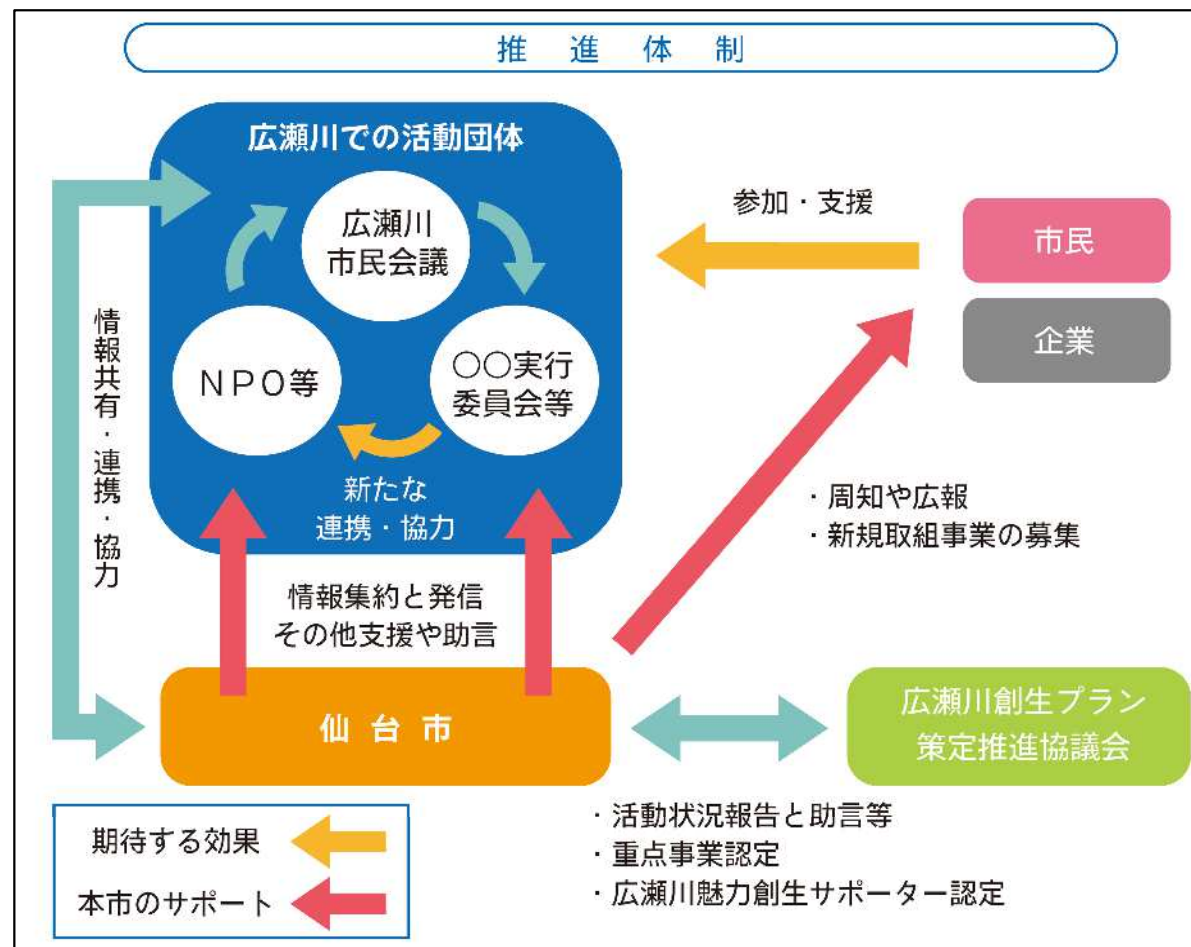 推進体制
広瀬川での活動団体
広瀬川
市民会議
NPO等
〇〇実行
委員会等
新たな
連携・協力
参加・支援
市民
企業
情報共有・連携・協力
・周知や広報
・新規取組事業の募集
情報集約と発信
その他支援や助言
仙台市
広瀬川創生プラン
策定推進協議会
・活動状況報告と助言等
・重点事業認定
・広瀬川魅力創生サポーター認定
期待する効果
本市のサポート